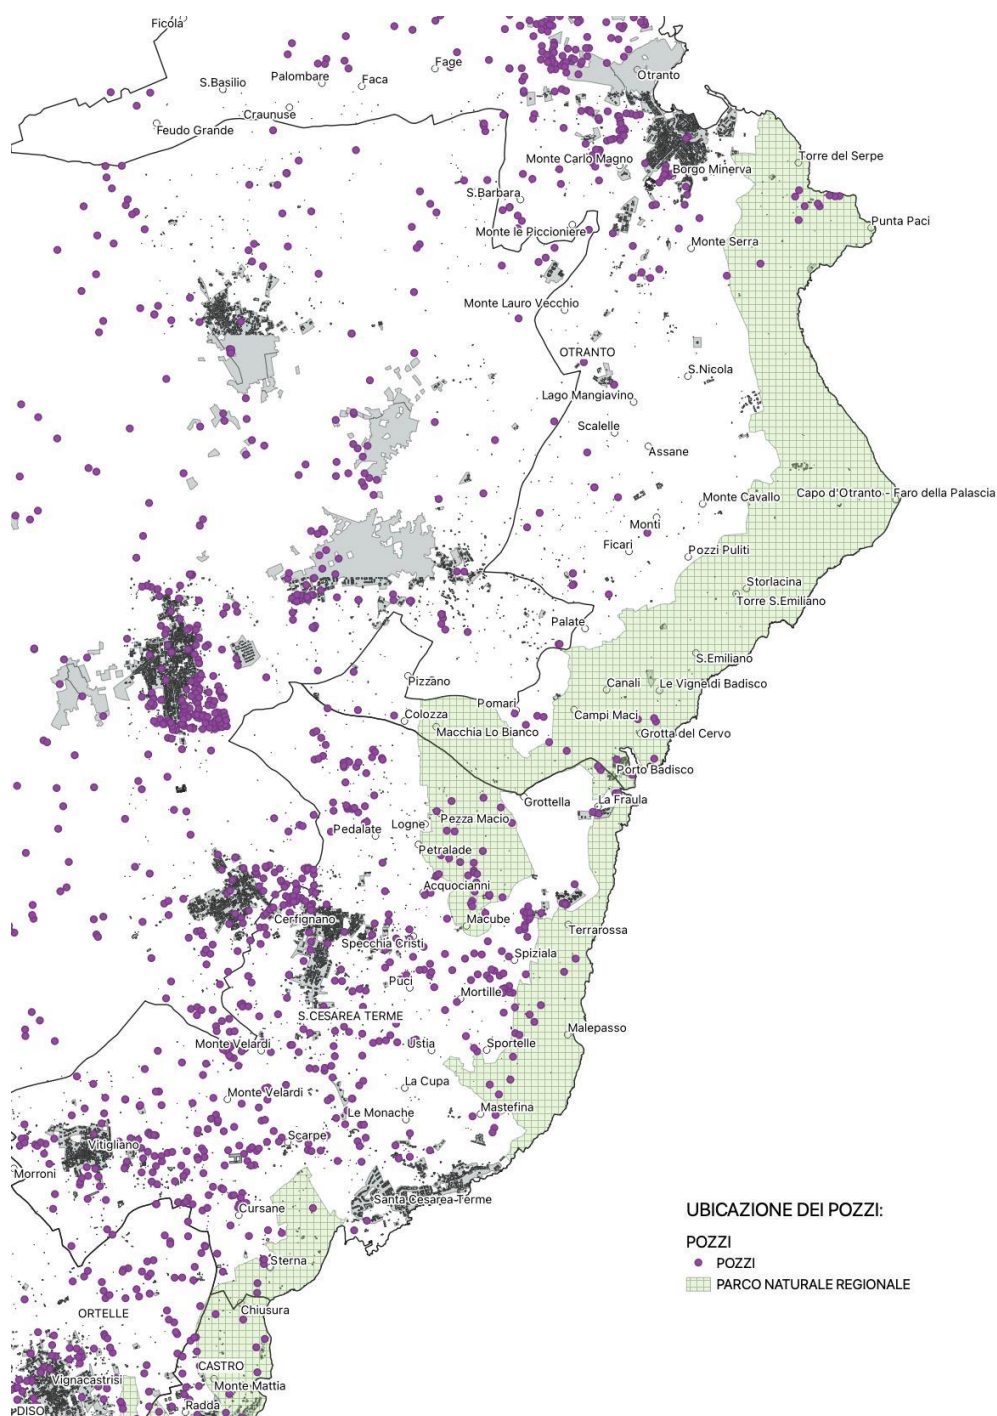 Ficola
Fage
Otranto
Palombare
S.Basilio
Faca
Craunuse
Feudo Grande
Monte Carlo Magno
Torre del Serpe
Borgo Minerva
S.Barbara
Punta Paci
Monte le Piccioniere
Monte Serra
Monte Lauro Vecchio
OTRANTO
S.Nicola
Lago Mangiavino
Scalelle
Assane
Capo d'Otranto - Faro della Palascia
Monte Cavallo
Monti
Ficari
Pozzi Puliti
Storlacina
Torre S.Emiliano
Palate
S.Emiliano
Pizzano
Canali
Le Vigne di Badisco
Pomari
Colozza
Campi Maci
Macchia Lo Bianco
Grotta del Cervo
Porto Badisco
Grottella
La Fraula
Pezza Macio
Logne
Pedalate
Petralade
Acquocianni
Cerfignano
Macube
Terrarossa
Specchia Cristi
Spiziala
Puci
Mortille
S.CESAREA TERME
Malepasso
Monte Velardi
Ustia
Sportelle
La Cupa
Monte Velardi
Le Monache
Mastefina
Scarpe
Vitigliano
Morroni
Santa Cesarea Terme
Cursane
UBICAZIONE DEI POZZI:
POZZI
POZZI
PARCO NATURALE REGIONALE
Sterna
Chiusura
ORTELLE
CASTRO
Vignacastrisi
Monte Mattia
Radda
DISO